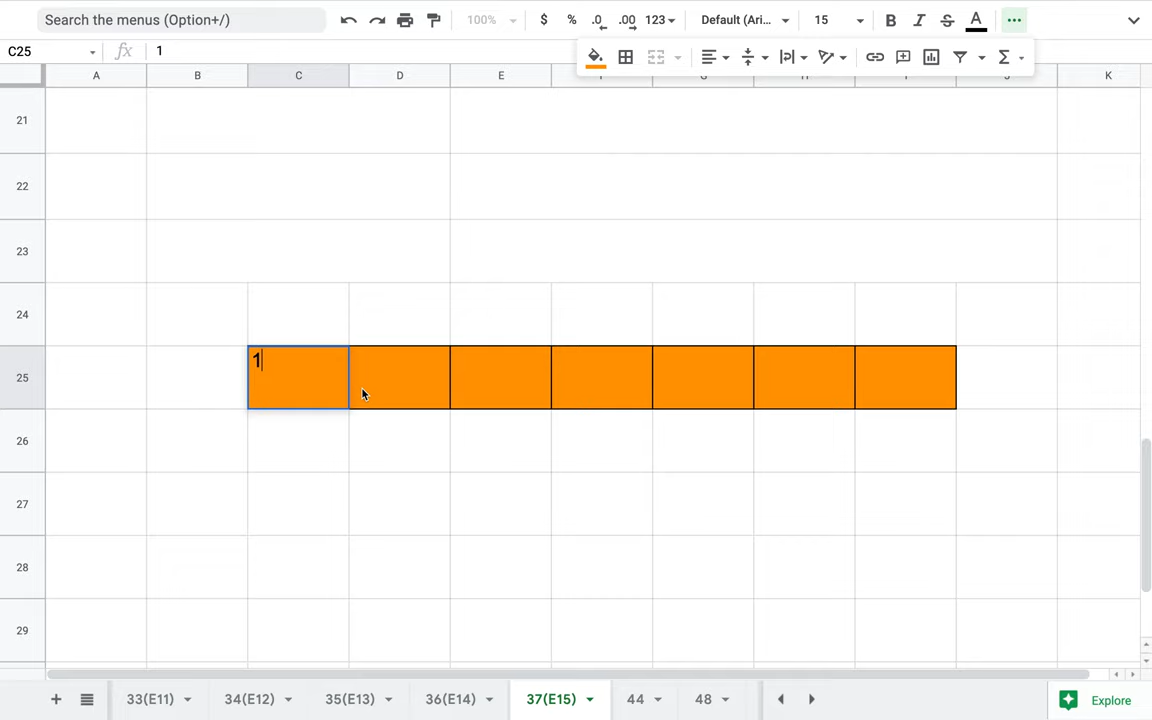 Search the menus (Option+/) 100% $ % .0 .00 123 Default (Ari... 15 B I S A
C25 fx 1
A B C D E K
21
22
23
24
25 1
26
27
28
29
+ 33(E11) 34(E12) 35(E13) 36(E14) 37(E15) 44 48 Explore